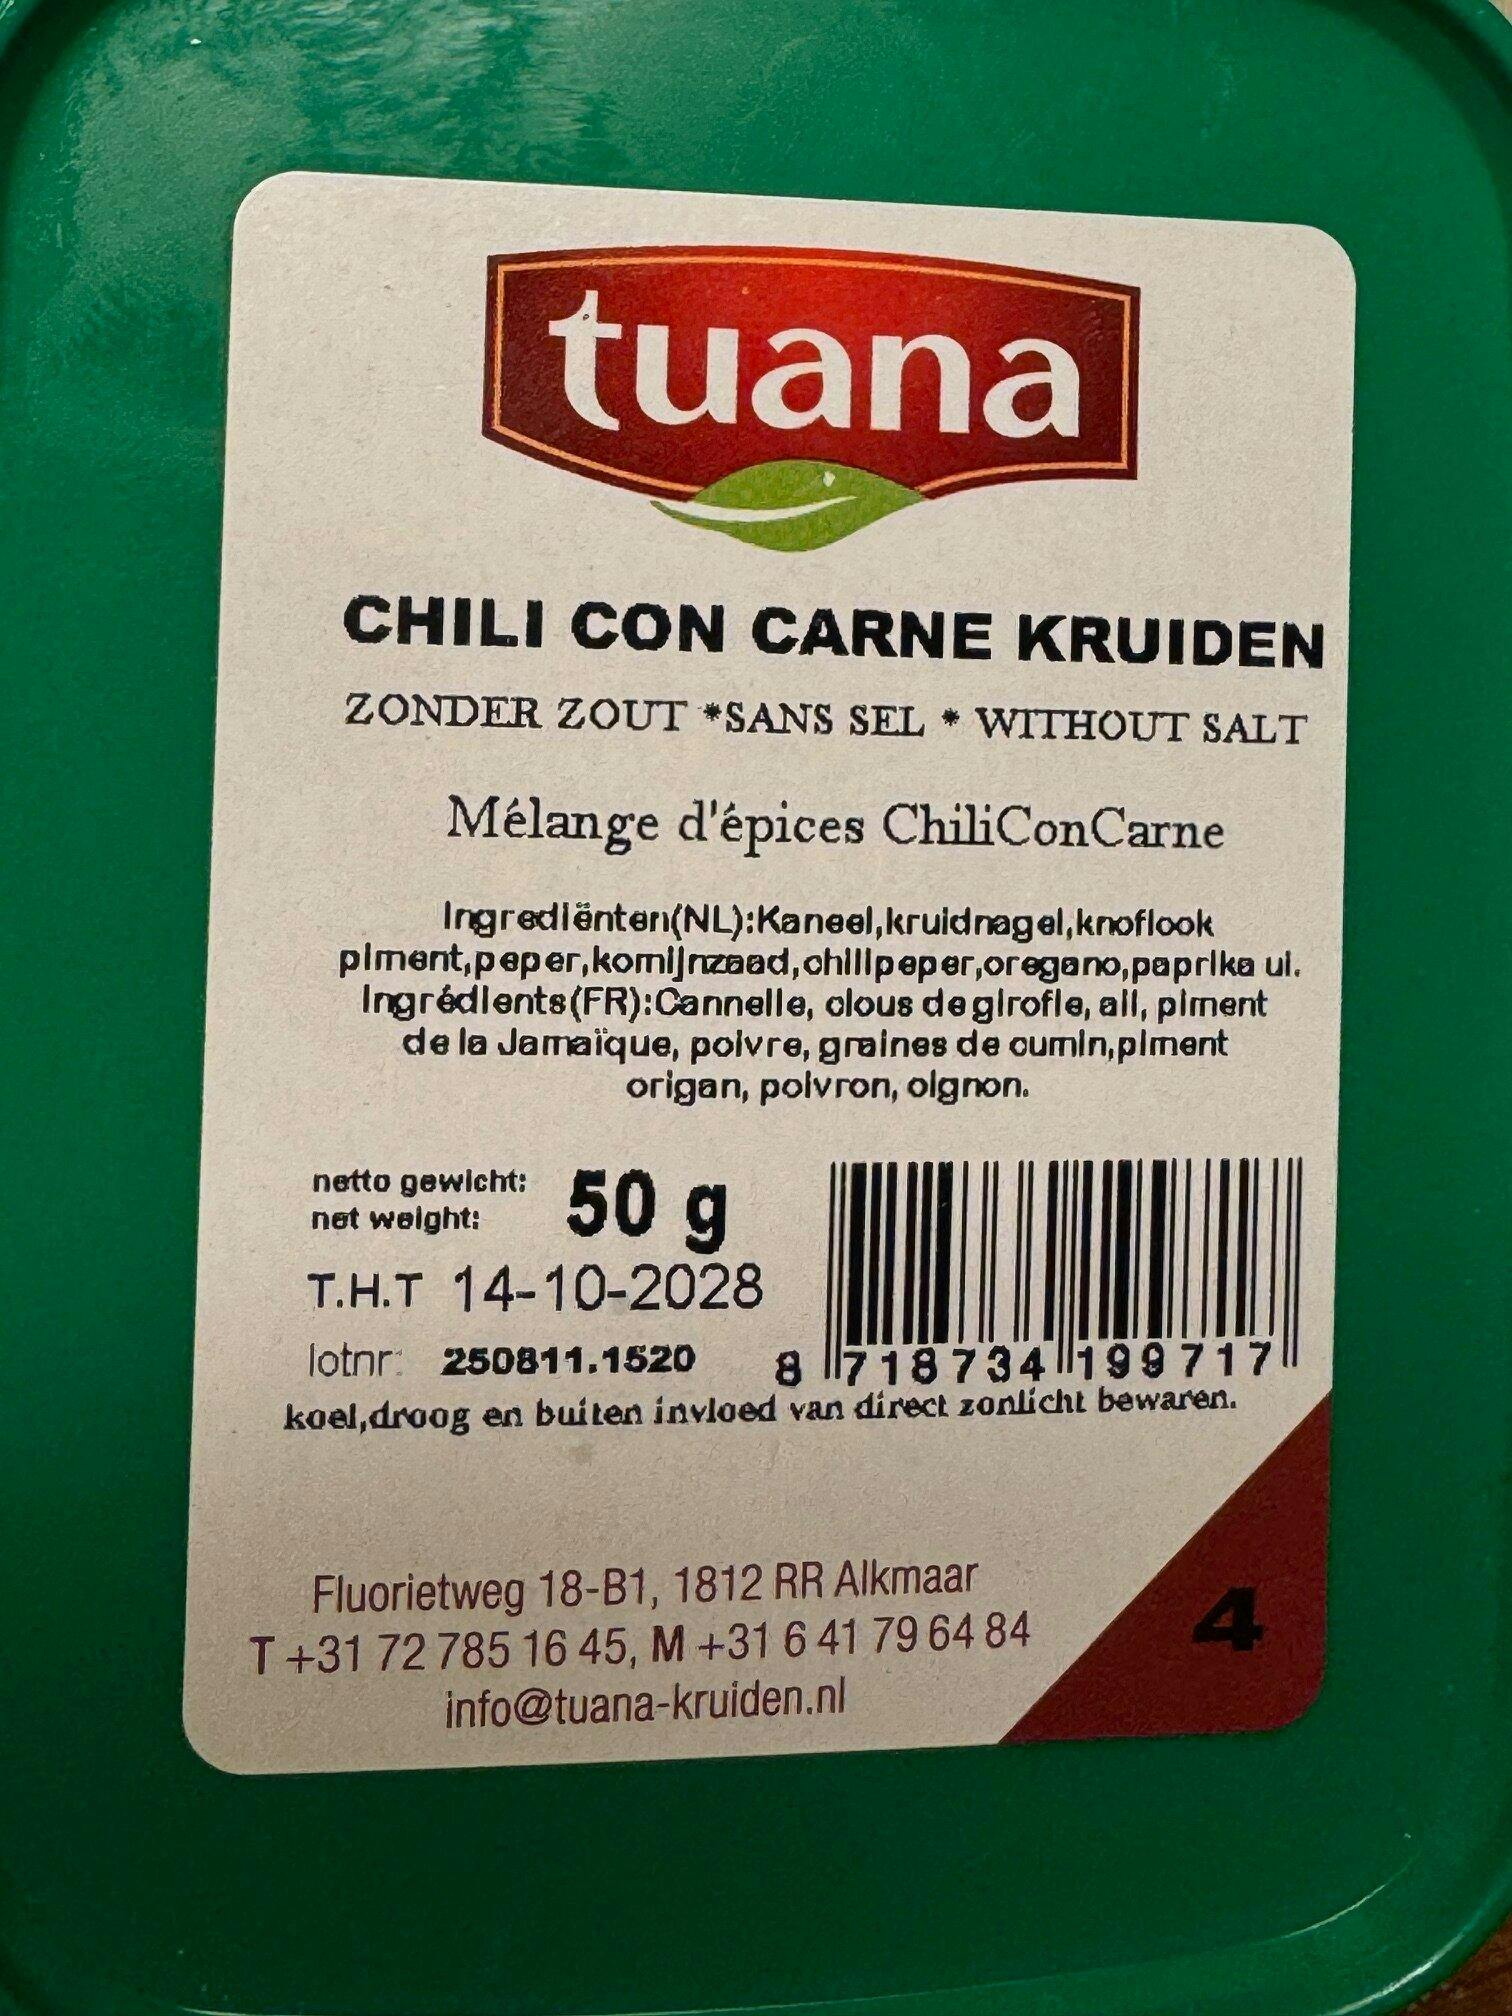 tuana
CHILI CON CARNE KRUIDEN
ZONDER ZOUT *SANS SEL * WITHOUT SALT
Mélange d'épices ChiliConCarne
Ingrediënten(NL):Kaneel,kruidnagel,knoflook
piment,peper,komijnzaad,chilipeper,oregano,paprika ui.
Ingrédients(FR):Cannelle, clous de girofle, ail, piment
de la Jamaïque, poivre, graines de cumin,piment
origan, poivron, oignon.
netto gewicht:
net weight: 50 g
T.H.T 14-10-2028
lotnr: 250811.1520
8 718734 199717
koel,droog en buiten invloed van direct zonlicht bewaren.
Fluorietweg 18-B1, 1812 RR Alkmaar
T +31 72 785 16 45, M +31 6 41 79 64 84
info@tuana-kruiden.nl
4